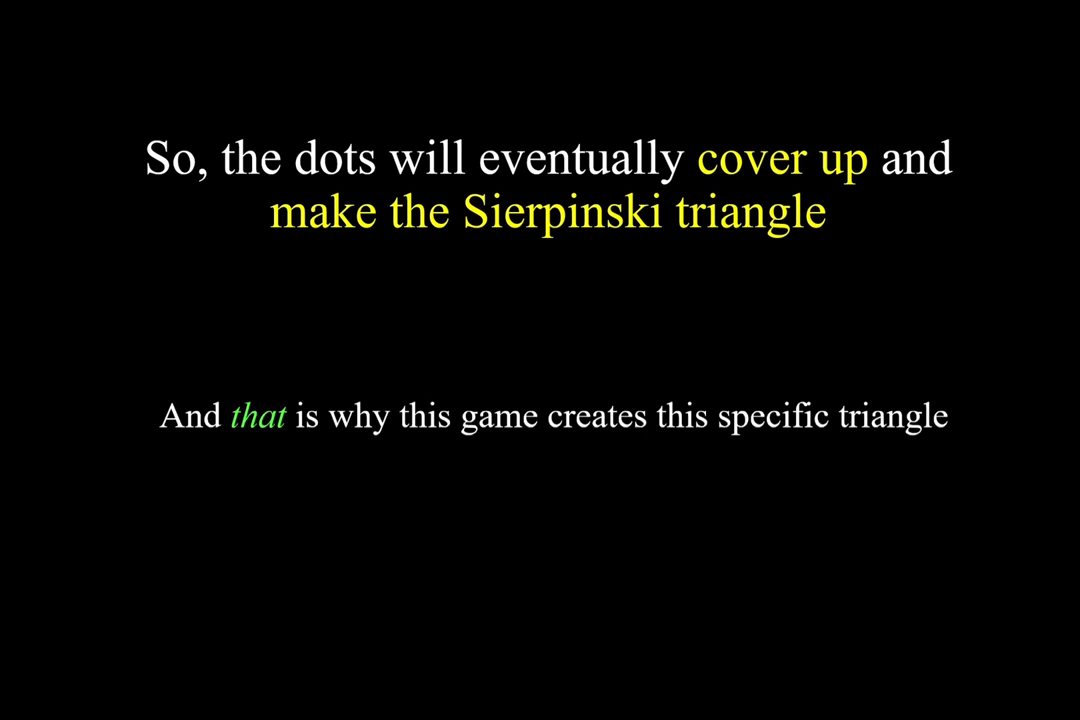 So, the dots will eventually cover up and
make the Sierpinski triangle
And that is why this game creates this specific triangle